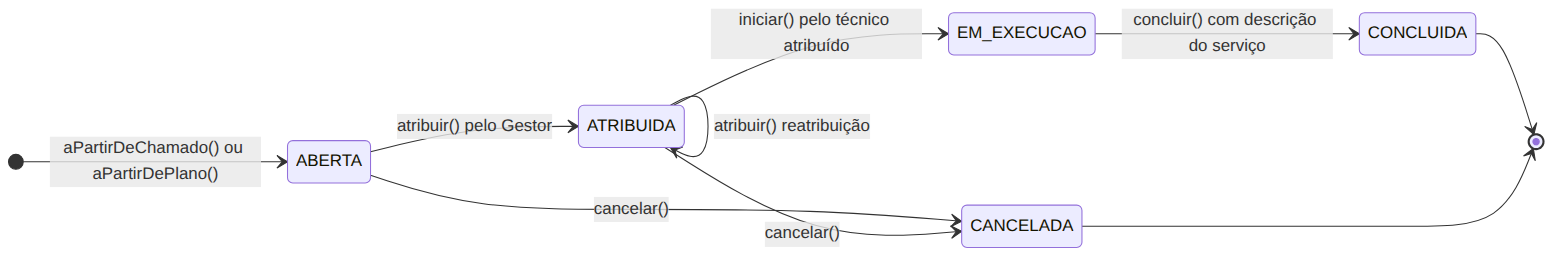 iniciar() pelo técnico
atribuído
EM_EXECUCAO
concluir() com descrição
do serviço
CONCLUIDA
atribuir() pelo Gestor
ATRIBUIDA
atribuir() reatribuição
aPartirDeChamado() ou
aPartirDePlano()
ABERTA
cancelar()
cancelar()
CANCELADA